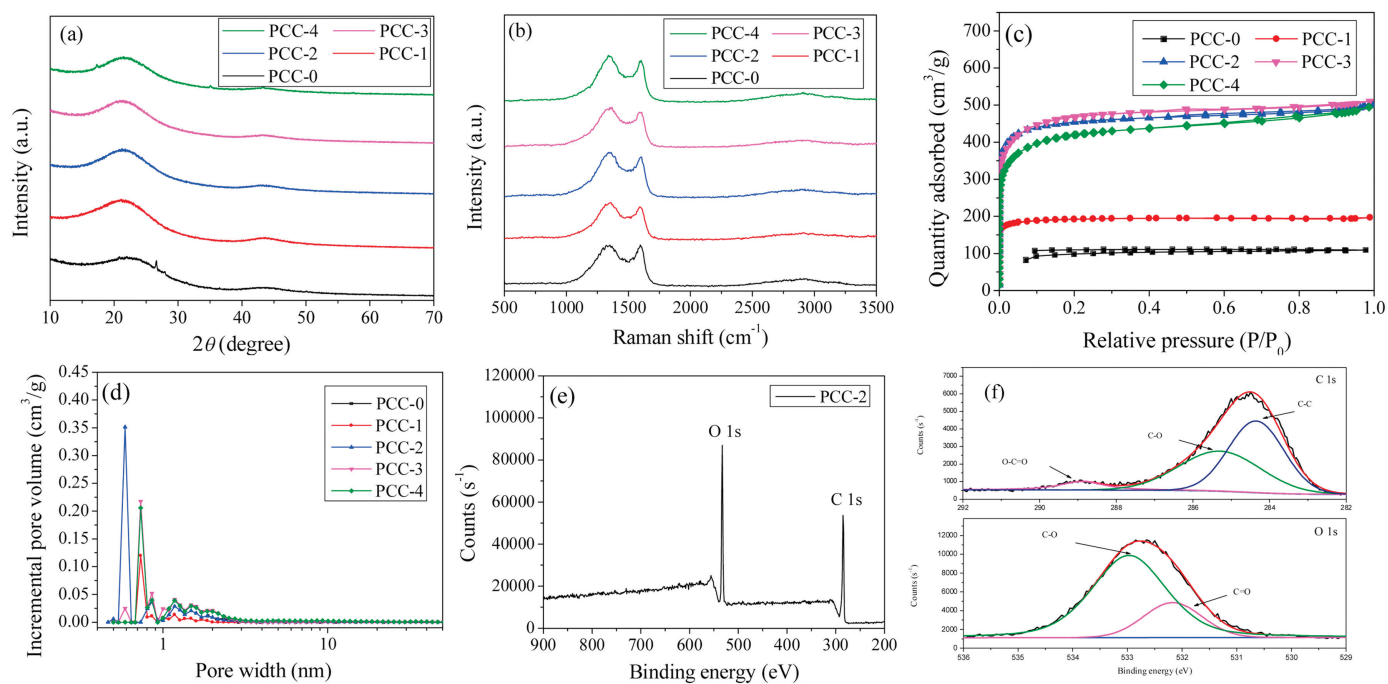 (a)
PCC-4 PCC-3
PCC-2 PCC-1
PCC-0
Intensity (a.u.)
10 20 30 40 50 60 70
2θ (degree)
(b)
PCC-4 PCC-3
PCC-2 PCC-1
PCC-0
Intensity (a.u.)
500 1000 1500 2000 2500 3000 3500
Raman shift (cm⁻¹)
(c)
PCC-0 PCC-1
PCC-2 PCC-3
PCC-4
Quantity adsorbed (cm³/g)
700
600
500
400
300
200
100
0
0.0 0.2 0.4 0.6 0.8 1.0
Relative pressure (P/P₀)
(d)
PCC-0
PCC-1
PCC-2
PCC-3
PCC-4
Incremental pore volume (cm³/g)
0.45
0.40
0.35
0.30
0.25
0.20
0.15
0.10
0.05
0.00
1 10
Pore width (nm)
(e)
PCC-2
O 1s
C 1s
Counts (s⁻¹)
120000
100000
80000
60000
40000
20000
0
900 800 700 600 500 400 300 200
Binding energy (eV)
(f)
C 1s
C-C
C-O
O-C=O
Counts (s⁻¹)
6000
5000
4000
3000
2000
1000
0
292 290 288 286 284 282
O 1s
C-O
C=O
Counts (s⁻¹)
12000
10000
8000
6000
4000
2000
1000
0
536 535 534 533 532 531 530 529
Binding energy (eV)